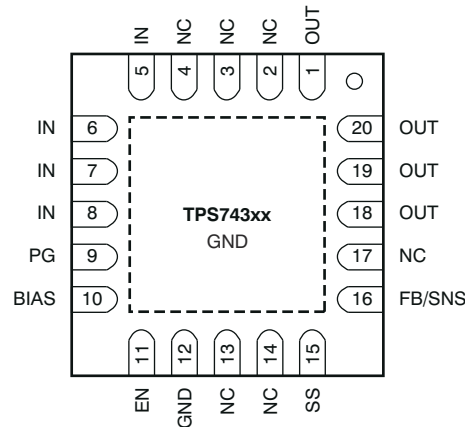 IN NC NC NC OUT
5 4 3 2 1
IN 6 20 OUT
IN 7 19 OUT
IN 8 TPS743xx 18 OUT
GND
PG 9 17 NC
BIAS 10 16 FB/SNS
11 12 13 14 15
EN GND NC NC SS